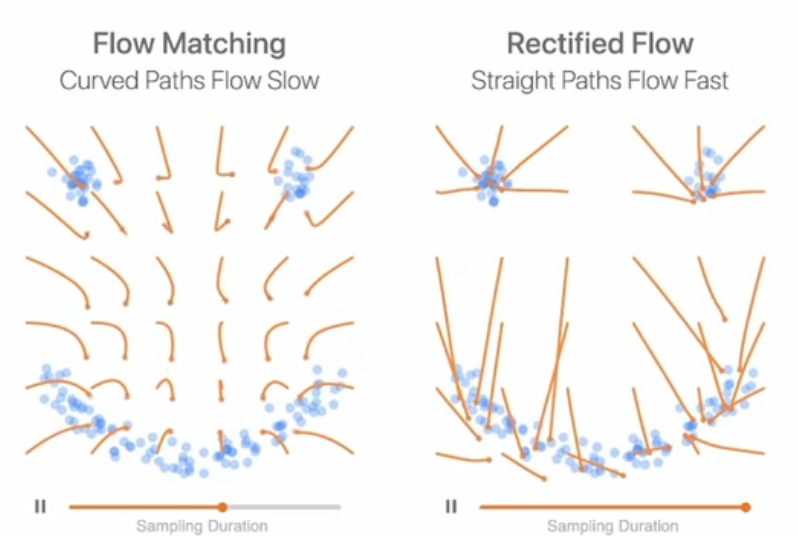 Flow Matching
Curved Paths Flow Slow
Rectified Flow
Straight Paths Flow Fast
Sampling Duration
Sampling Duration